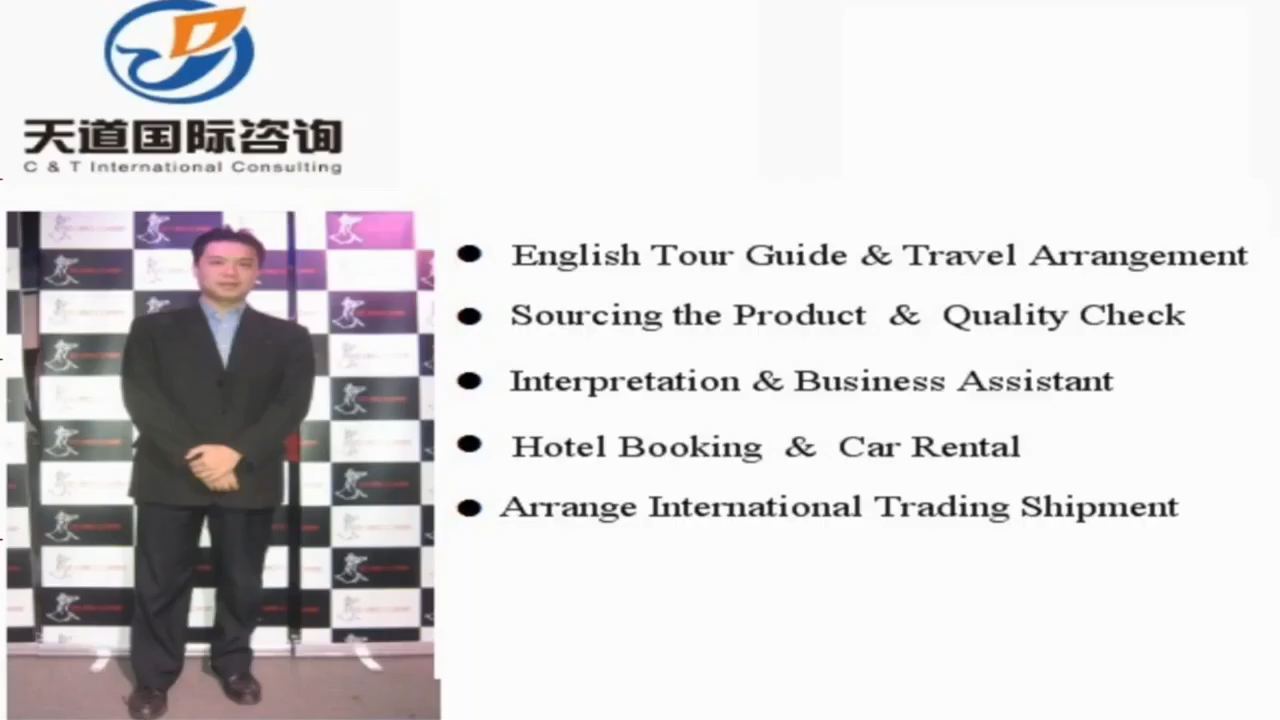 天道国际咨询
C & T International Consulting
● English Tour Guide & Travel Arrangement
● Sourcing the Product & Quality Check
● Interpretation & Business Assistant
● Hotel Booking & Car Rental
● Arrange International Trading Shipment